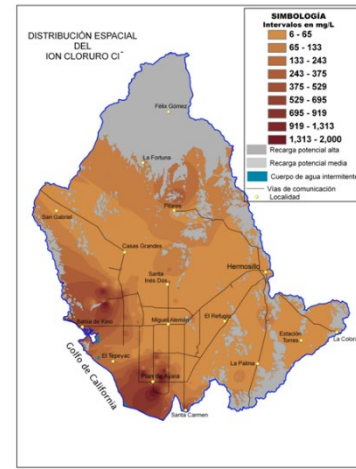 DISTRIBUCIÓN ESPACIAL
DEL
ION CLORURO Cl⁻
SIMBOLOGÍA
Intervalos en mg/L
6 - 65
65 - 133
133 - 243
243 - 375
375 - 529
529 - 695
695 - 919
919 - 1,313
1,313 - 2,000
Recarga potencial alta
Recarga potencial media
Cuerpo de agua intermitente
Vías de comunicación
Localidad
Félix Gómez
La Fortuna
Pilares
San Gabriel
Casas Grandes
Santa
Inés Dos
Hermosillo
Bahía de Kino
Miguel Alemán
El Refugio
Estación
Torres
La Cobra
El Tepeyac
La Palma
Plan de Ayala
Santa Carmen
Golfo de California